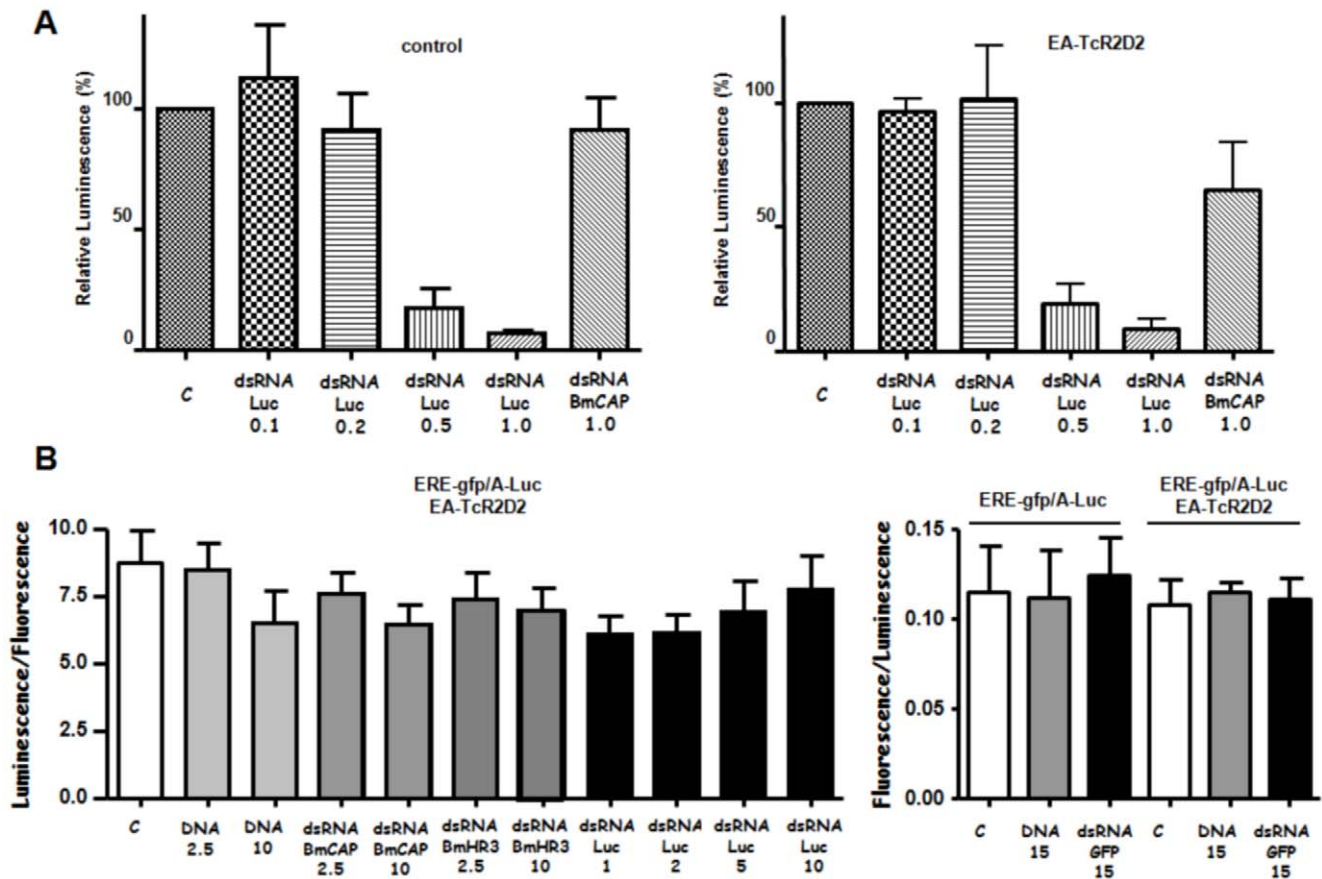 A
control
Relative Luminescence (%)
100
50
0
C
dsRNA
Luc
0.1
dsRNA
Luc
0.2
dsRNA
Luc
0.5
dsRNA
Luc
1.0
dsRNA
BmCAP
1.0
EA-TcR2D2
Relative Luminescence (%)
100
50
0
C
dsRNA
Luc
0.1
dsRNA
Luc
0.2
dsRNA
Luc
0.5
dsRNA
Luc
1.0
dsRNA
BmCAP
1.0
B
ERE-gfp/A-Luc
EA-TcR2D2
Luminescence/Fluorescence
10.0
7.5
5.0
2.5
0.0
C
DNA
2.5
DNA
10
dsRNA
BmCAP
2.5
dsRNA
BmCAP
10
dsRNA
BmHR3
2.5
dsRNA
BmHR3
10
dsRNA
Luc
1
dsRNA
Luc
2
dsRNA
Luc
5
dsRNA
Luc
10
ERE-gfp/A-Luc
ERE-gfp/A-Luc
EA-TcR2D2
Fluorescence/Luminescence
0.15
0.10
0.05
0.00
C
DNA
15
dsRNA
GFP
15
C
DNA
15
dsRNA
GFP
15